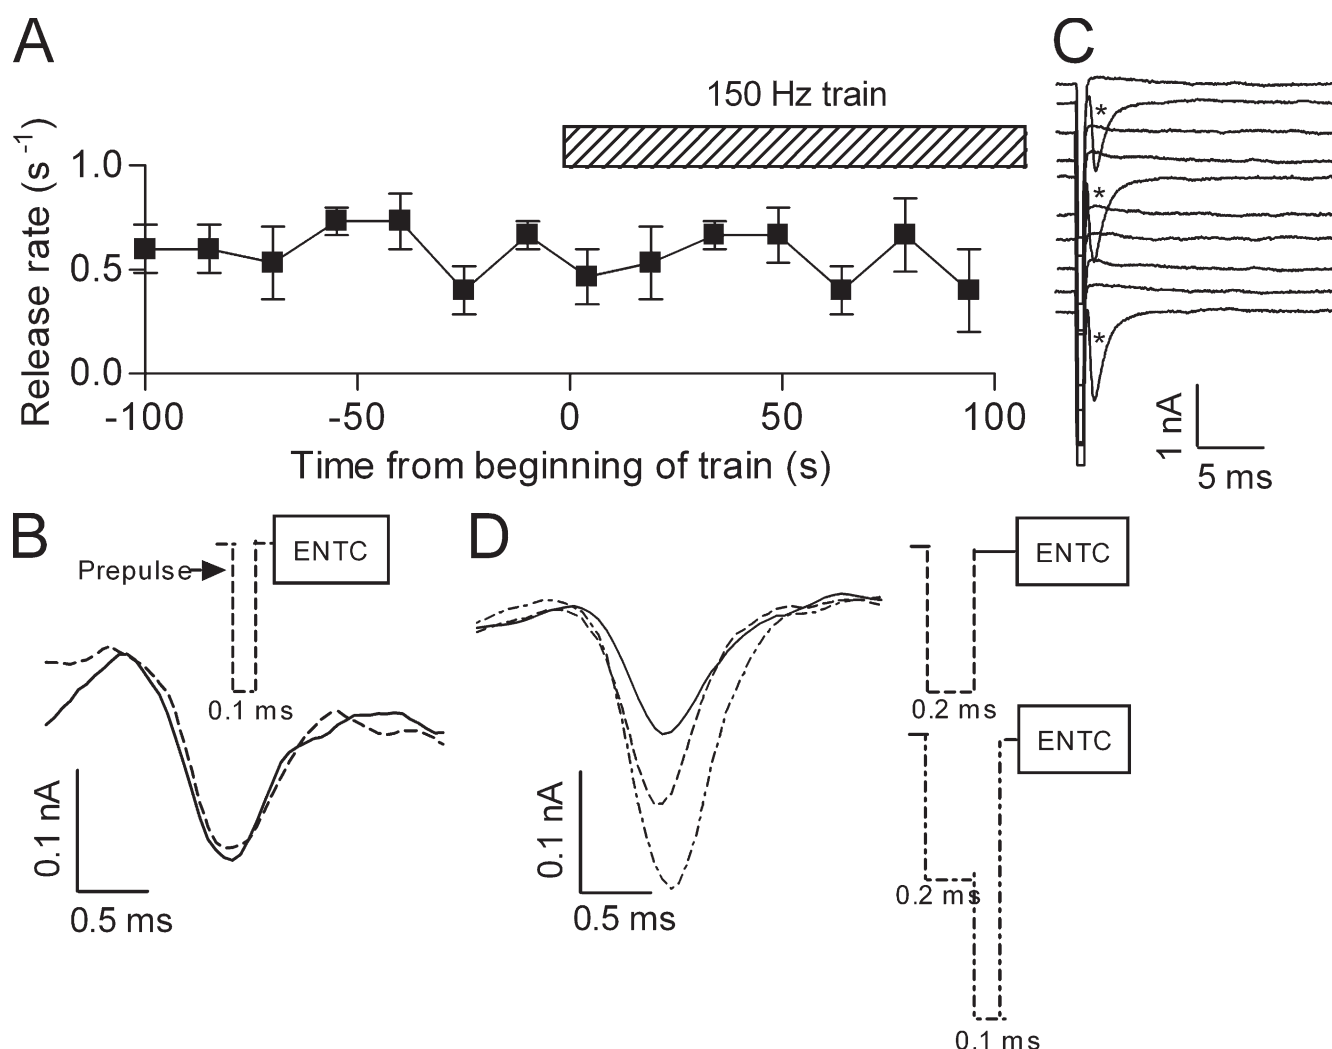 A
C
150 Hz train
Release rate (s-1)
1.0
0.5
0.0
-100
-50
0
50
100
Time from beginning of train (s)
*
*
*
1 nA
5 ms
B
Prepulse
ENTC
0.1 ms
0.1 nA
0.5 ms
D
0.1 nA
0.5 ms
ENTC
0.2 ms
ENTC
0.2 ms
0.1 ms